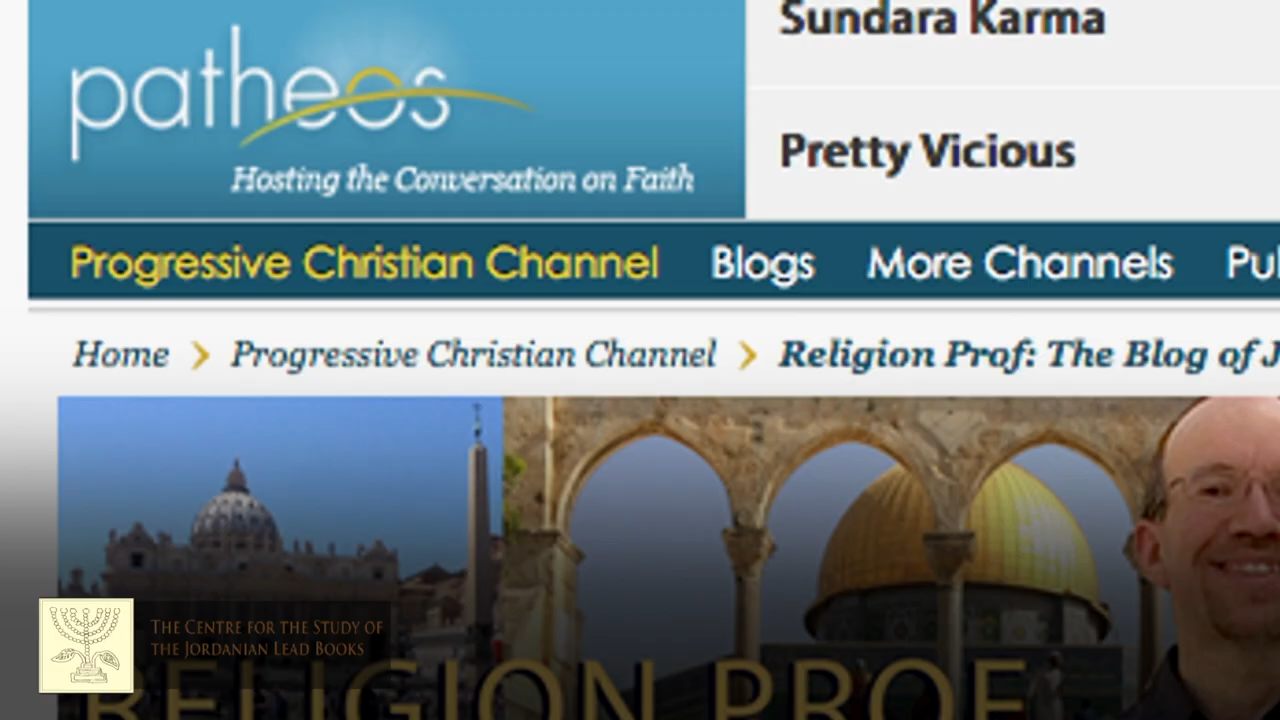 patheos
Hosting the Conversation on Faith
Sundara Karma
Pretty Vicious
Progressive Christian Channel Blogs More Channels Pu
Home > Progressive Christian Channel > Religion Prof: The Blog of J
THE CENTRE FOR THE STUDY OF
THE JORDANIAN LEAD BOOKS
RELIGION PROF